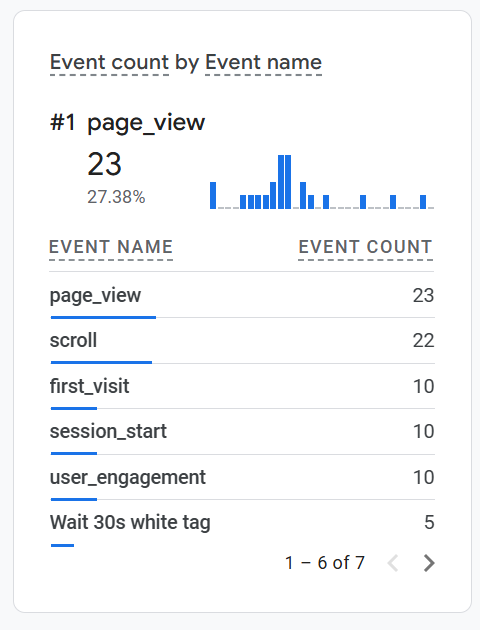 Event count by Event name
#1 page_view
23
27.38%
EVENT NAME EVENT COUNT
page_view 23
scroll 22
first_visit 10
session_start 10
user_engagement 10
Wait 30s white tag 5
1 – 6 of 7